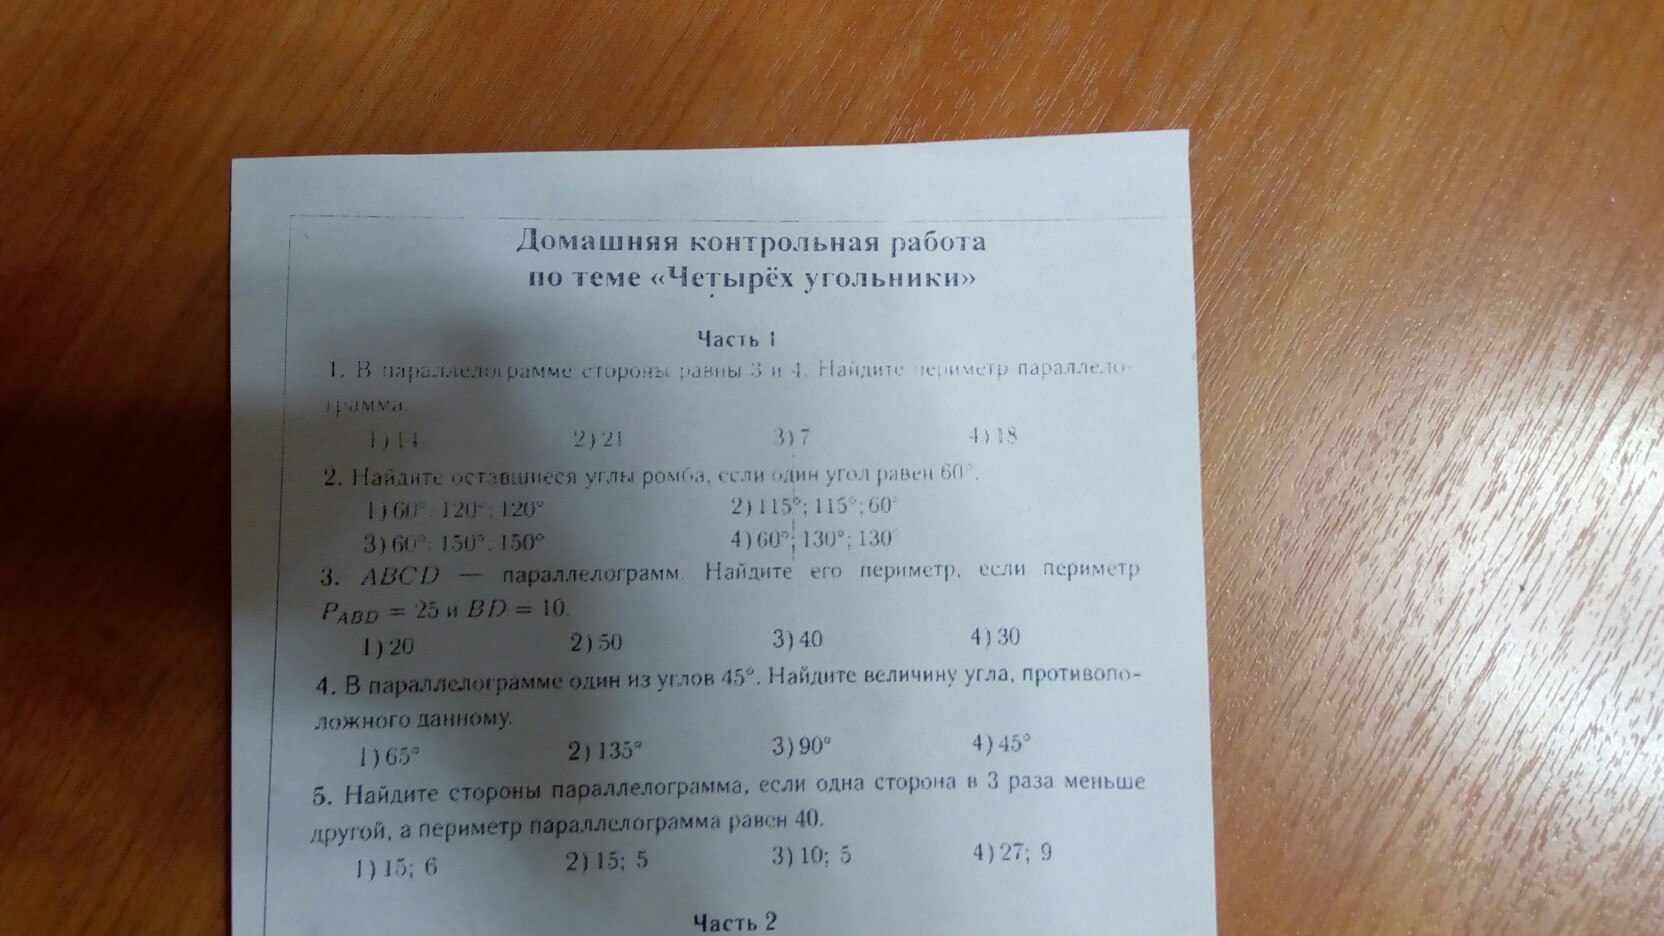 Домашняя контрольная работа
по теме «Четырёх угольники»
Часть 1
1. В параллелограмме стороны равны 3 и 4. Найдите периметр параллело-
грамма.
1) 14 2) 21 3) 7 4) 18
2. Найдите оставшиеся углы ромба, если один угол равен 60°.
1) 60°; 120°; 120° 2) 115°; 115°; 60°
3) 60°; 150°; 150° 4) 60°; 130°; 130°
3. ABCD — параллелограмм. Найдите его периметр, если периметр
P_ABD = 25 и BD = 10.
1) 20 2) 50 3) 40 4) 30
4. В параллелограмме один из углов 45°. Найдите величину угла, противопо-
ложного данному.
1) 65° 2) 135° 3) 90° 4) 45°
5. Найдите стороны параллелограмма, если одна сторона в 3 раза меньше
другой, а периметр параллелограмма равен 40.
1) 15; 6 2) 15; 5 3) 10; 5 4) 27; 9
Часть 2